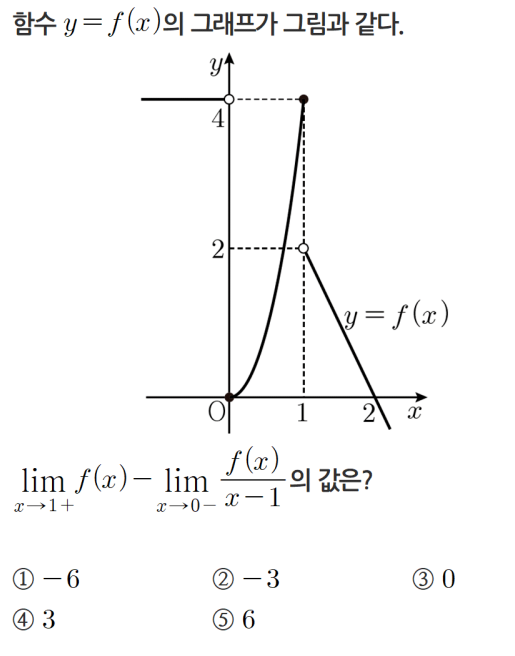 함수 y=f(x)의 그래프가 그림과 같다.
y
4
2
y=f(x)
O 1 2 x
lim x→1+ f(x) − lim x→0− f(x)/(x−1) 의 값은?
① −6 ② −3 ③ 0
④ 3 ⑤ 6